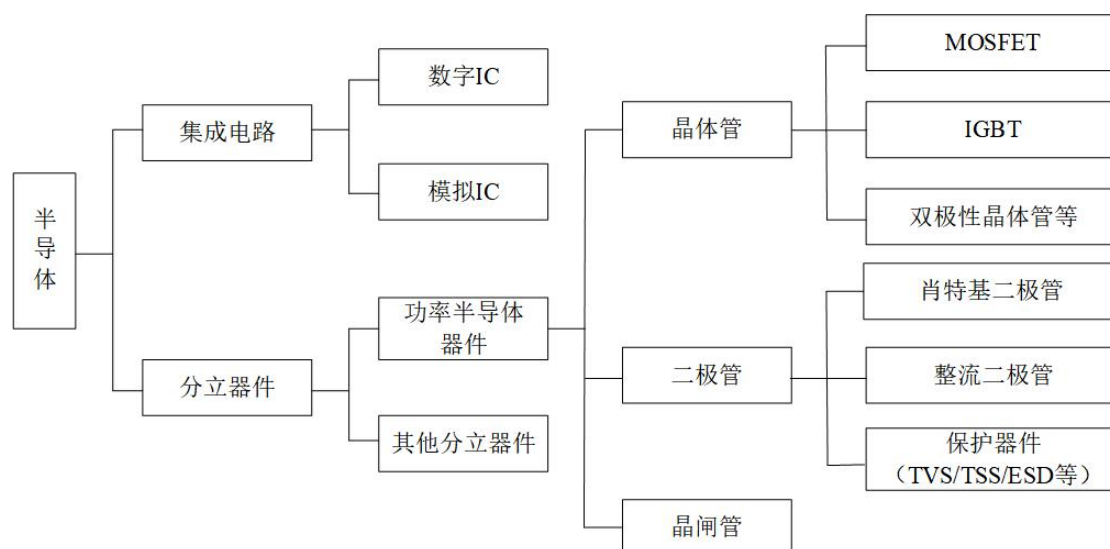 半导体
集成电路
数字IC
模拟IC
分立器件
功率半导体
器件
其他分立器件
晶体管
MOSFET
IGBT
双极性晶体管等
二极管
肖特基二极管
整流二极管
保护器件
（TVS/TSS/ESD等）
晶闸管